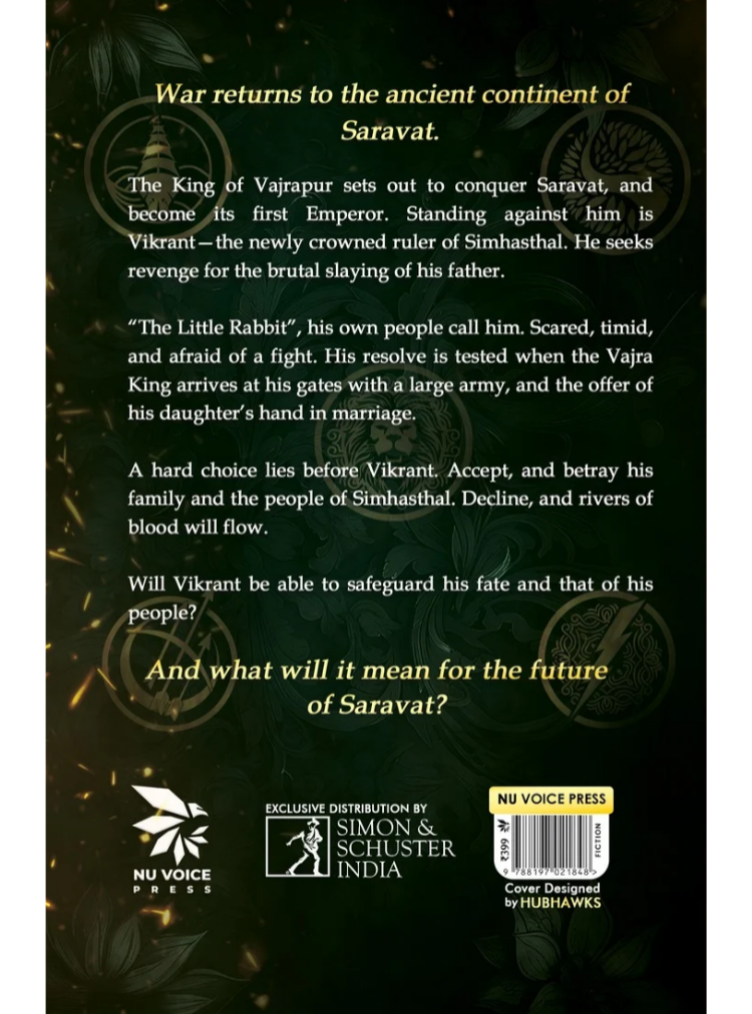 War returns to the ancient continent of
Saravat.
The King of Vajrapur sets out to conquer Saravat, and
become its first Emperor. Standing against him is
Vikrant—the newly crowned ruler of Simhasthal. He seeks
revenge for the brutal slaying of his father.
“The Little Rabbit”, his own people call him. Scared, timid,
and afraid of a fight. His resolve is tested when the Vajra
King arrives at his gates with a large army, and the offer of
his daughter’s hand in marriage.
A hard choice lies before Vikrant. Accept, and betray his
family and the people of Simhasthal. Decline, and rivers of
blood will flow.
Will Vikrant be able to safeguard his fate and that of his
people?
And what will it mean for the future
of Saravat?
NU VOICE
PRESS
EXCLUSIVE DISTRIBUTION BY
SIMON &
SCHUSTER
INDIA
NU VOICE PRESS
₹399
FICTION
9 788197 021848 >
Cover Designed
by HUBHAWKS